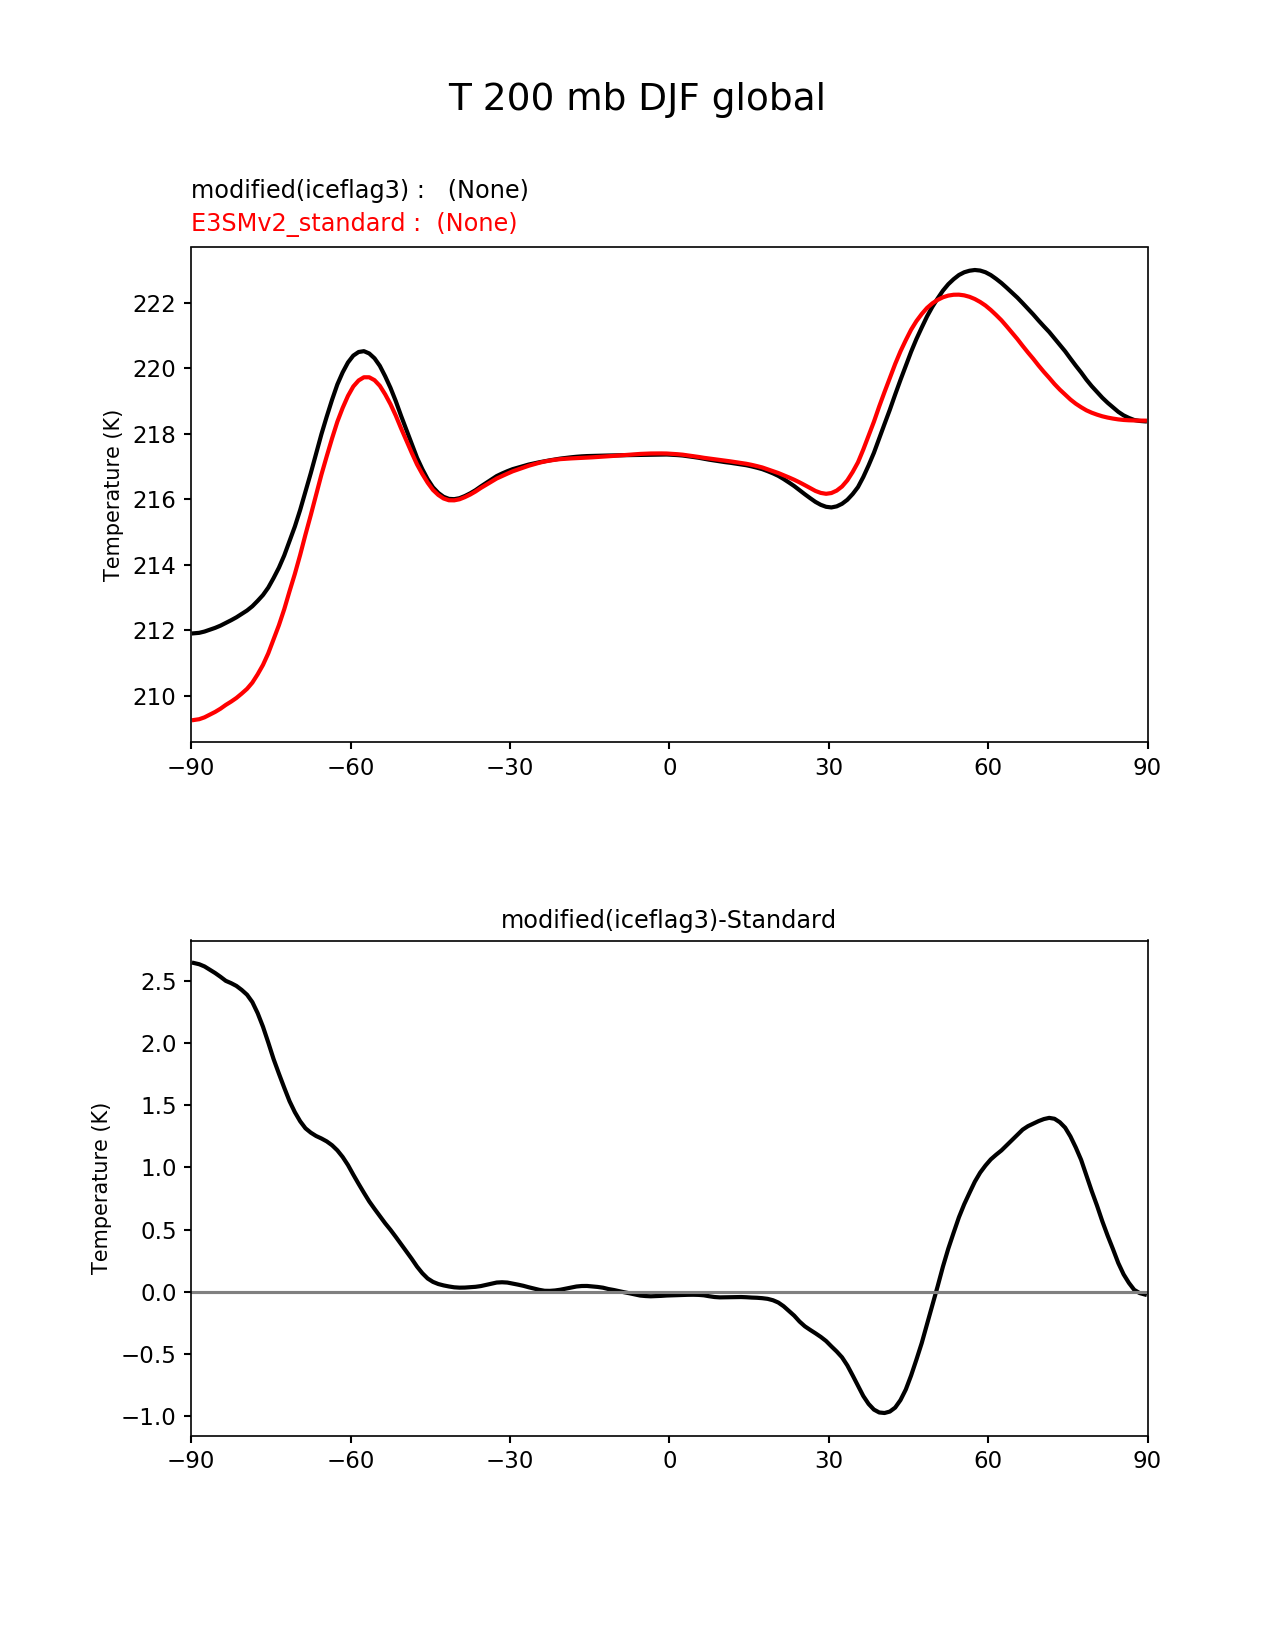 T 200 mb DJF global
modified(iceflag3) :   (None)
E3SMv2_standard :  (None)
222
220
218
216
214
212
210
Temperature (K)
−90 −60 −30 0 30 60 90
modified(iceflag3)-Standard
2.5
2.0
1.5
1.0
0.5
0.0
−0.5
−1.0
Temperature (K)
−90 −60 −30 0 30 60 90